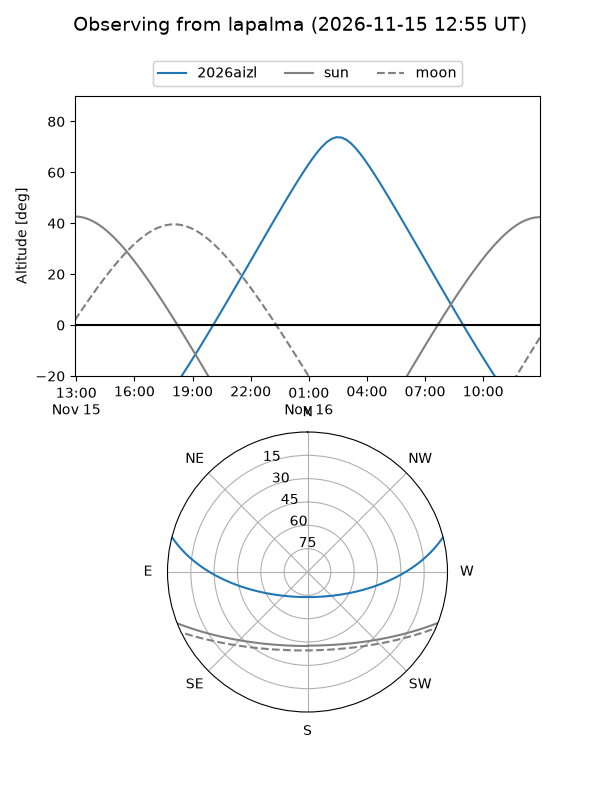 Observing from lapalma (2026-11-15 12:55 UT)
2026aizl sun moon
Altitude [deg]
80
60
40
20
0
−20
13:00 16:00 19:00 22:00 01:00 04:00 07:00 10:00
Nov 15 Nov 16
N
NE NW
15
30
45
60
75
E W
SE SW
S